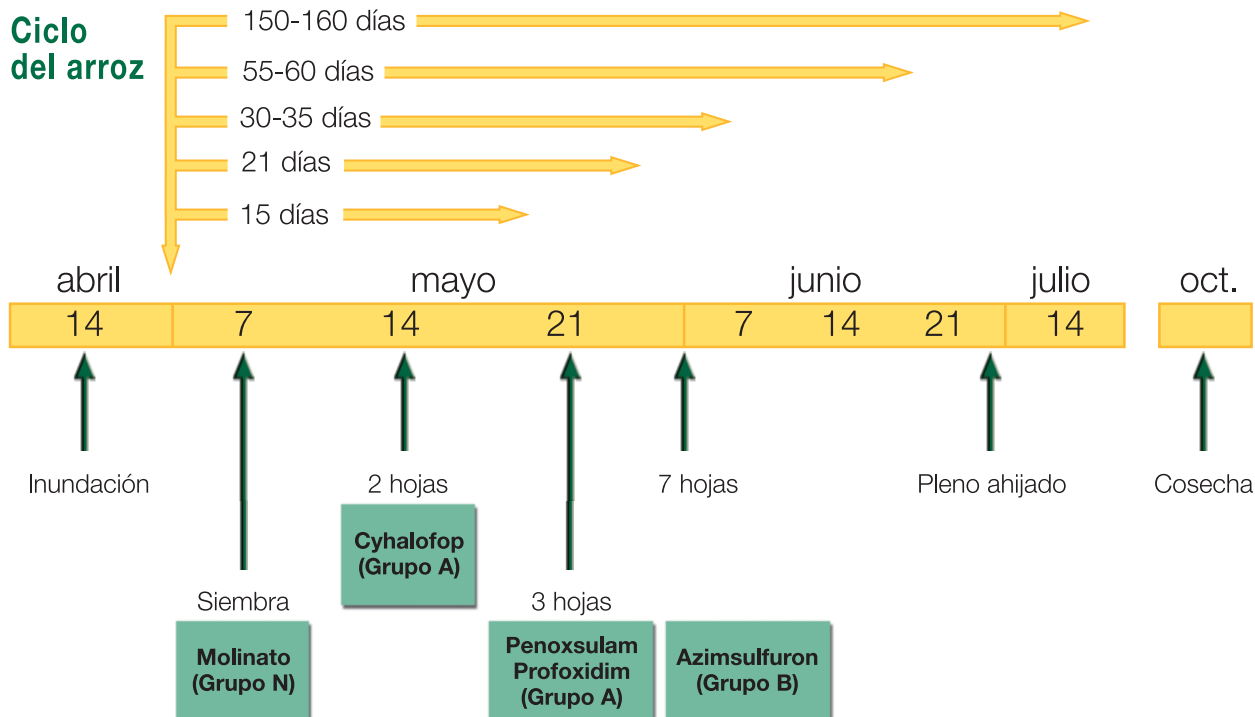 Ciclo
del arroz
150-160 días
55-60 días
30-35 días
21 días
15 días
abril mayo junio julio oct.
14 7 14 21 7 14 21 14
Inundación 2 hojas 7 hojas Pleno ahijado Cosecha
Cyhalofop
(Grupo A)
Siembra 3 hojas
Molinato
(Grupo N)
Penoxsulam
Profoxidim
(Grupo A)
Azimsulfuron
(Grupo B)